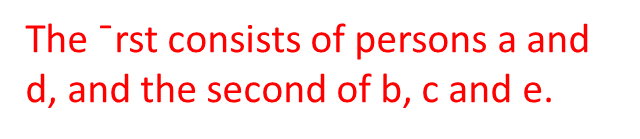 The ¯rst consists of persons a and
d, and the second of b, c and e.